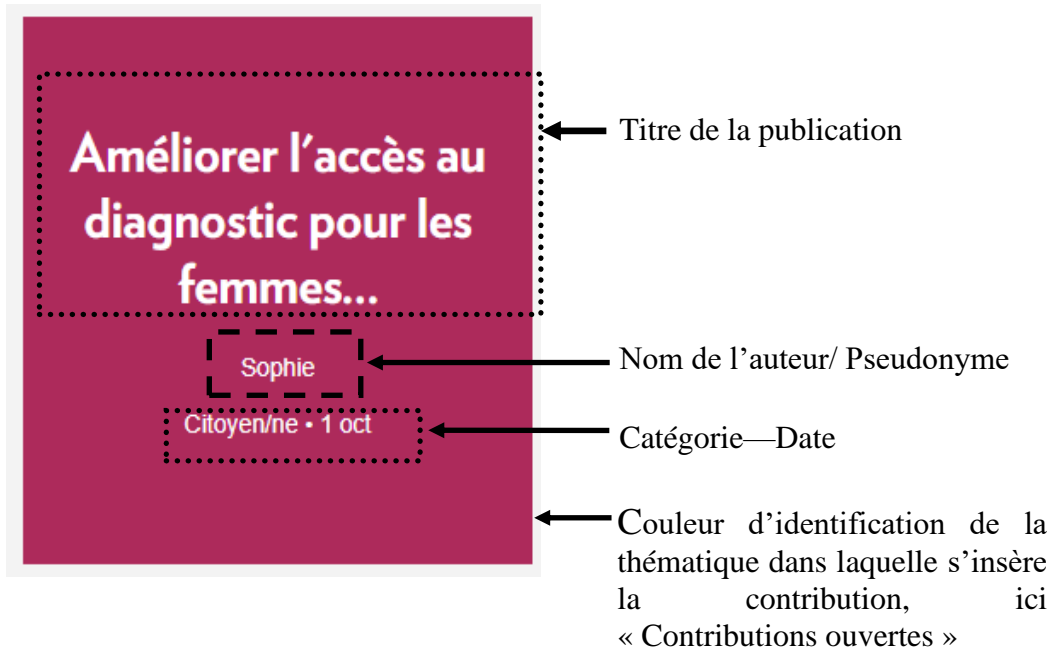 Améliorer l’accès au
diagnostic pour les
femmes...
Sophie
Citoyen/ne • 1 oct
Titre de la publication
Nom de l’auteur/ Pseudonyme
Catégorie—Date
Couleur d’identification de la
thématique dans laquelle s’insère
la contribution, ici
« Contributions ouvertes »